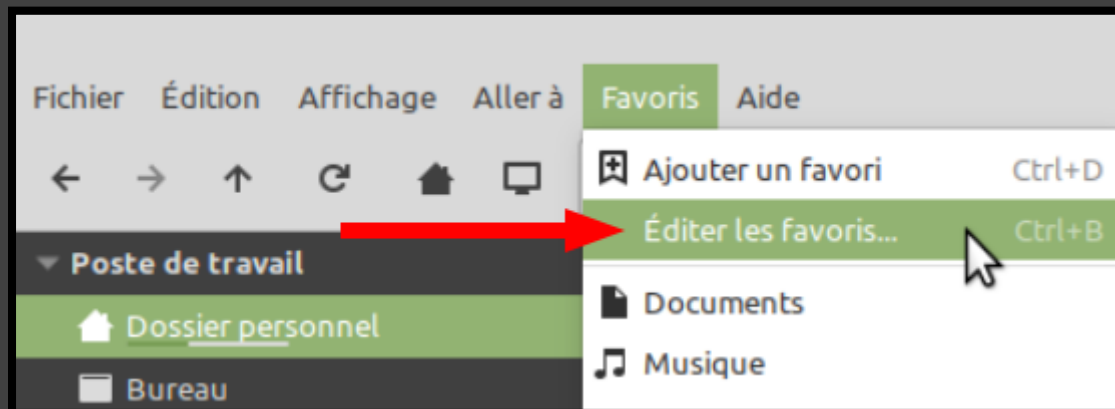 Fichier Édition Affichage Aller à Favoris Aide
Ajouter un favori Ctrl+D
Éditer les favoris... Ctrl+B
Poste de travail
Documents
Dossier personnel
Musique
Bureau